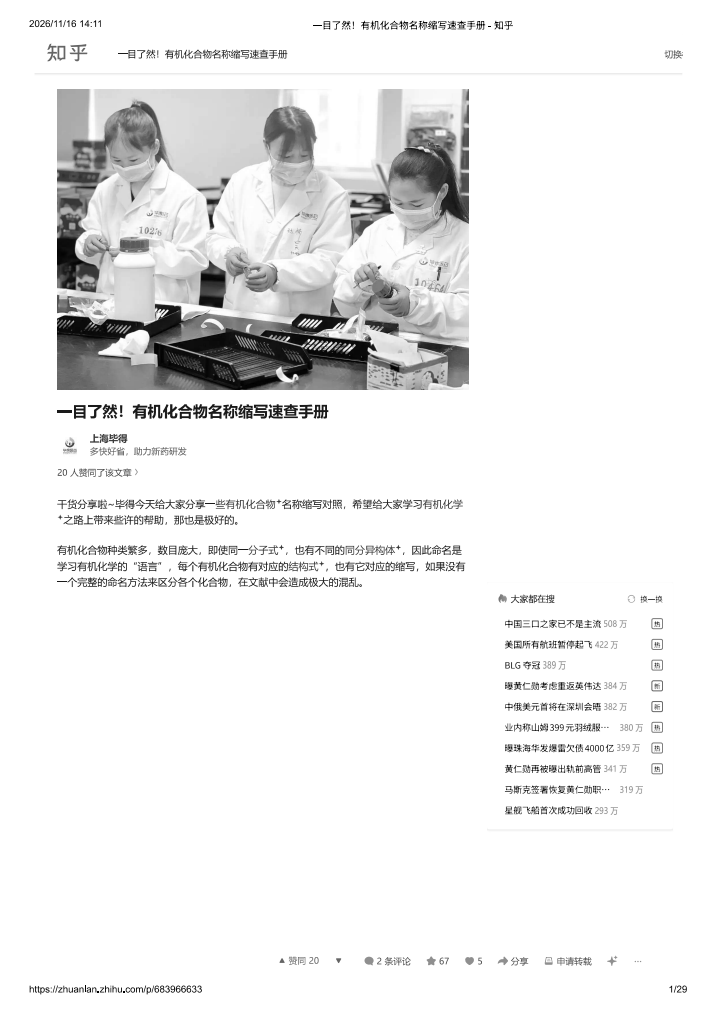 2026/11/16 14:11
一目了然！有机化合物名称缩写速查手册 - 知乎
知乎
一目了然！有机化合物名称缩写速查手册
切换
一目了然！有机化合物名称缩写速查手册
上海毕得
多快好省，助力新药研发
20 人赞同了该文章 〉
干货分享啦~毕得今天给大家分享一些有机化合物名称缩写对照，希望给大家学习有机化学
之路上带来些许的帮助，那也是极好的。
有机化合物种类繁多，数目庞大，即使同一分子式，也有不同的同分异构体，因此命名是
学习有机化学的“语言”，每个有机化合物有对应的结构式，也有它对应的缩写，如果没有
一个完整的命名方法来区分各个化合物，在文献中会造成极大的混乱。
大家都在搜
换一换
中国三口之家已不是主流 508 万 热
美国所有航班暂停起飞 422 万 热
BLG 夺冠 389 万 热
曝黄仁勋考虑重返英伟达 384 万 新
中俄美元首将在深圳会晤 382 万 新
业内称山姆 399 元羽绒服… 380 万 热
曝珠海华发爆雷欠债 4000 亿 359 万 热
黄仁勋再被曝出轨前高管 341 万 热
马斯克签署恢复黄仁勋职… 319 万
星舰飞船首次成功回收 293 万
赞同 20
2 条评论
67
5
分享
申请转载
…
https://zhuanlan.zhihu.com/p/683966633
1/29